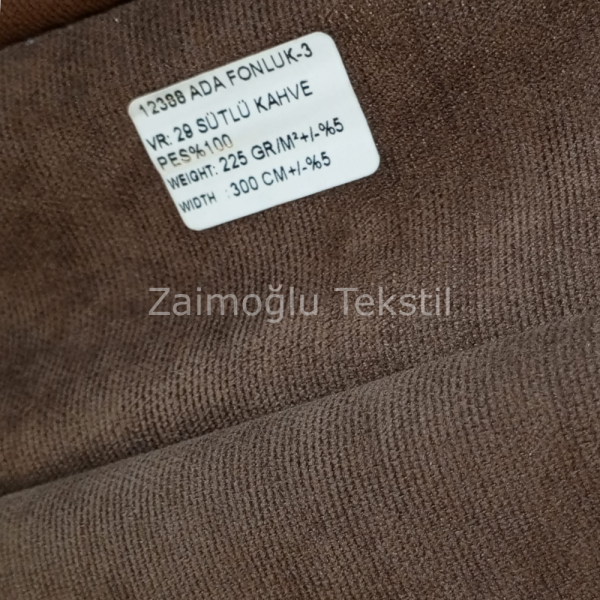 12388 ADA FONLUK-3
VR: 29 SÜTLÜ KAHVE
PES%100
WEIGHT: 225 GR/M²+/-%5
WIDTH : 300 CM+/-%5
Zaimoğlu Tekstil